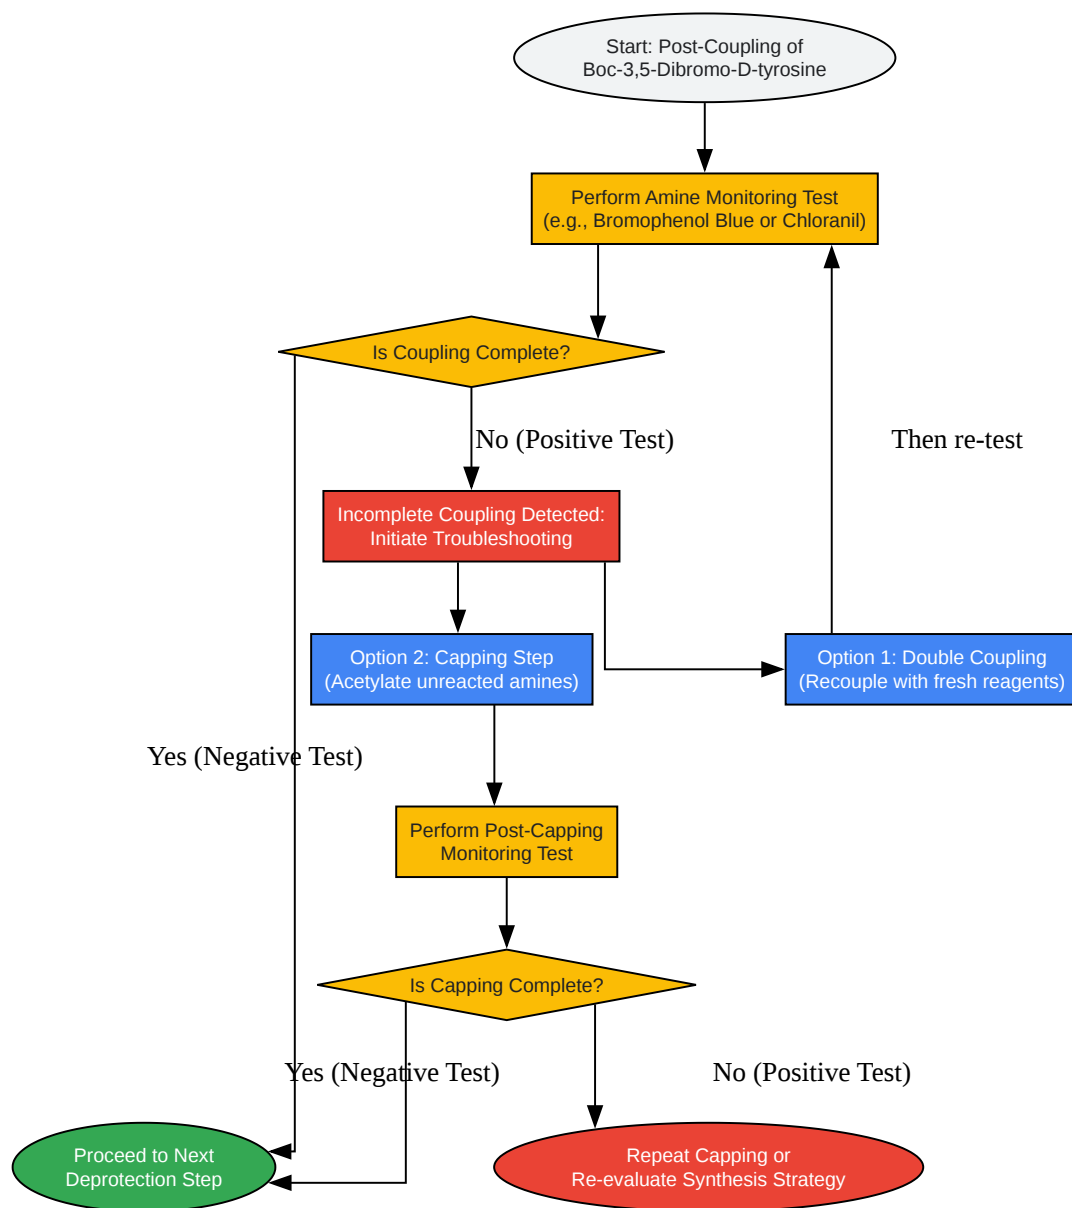 Start: Post-Coupling of
Boc-3,5-Dibromo-D-tyrosine
Perform Amine Monitoring Test
(e.g., Bromophenol Blue or Chloranil)
Is Coupling Complete?
No (Positive Test)
Then re-test
Incomplete Coupling Detected:
Initiate Troubleshooting
Option 2: Capping Step
(Acetylate unreacted amines)
Option 1: Double Coupling
(Recouple with fresh reagents)
Yes (Negative Test)
Perform Post-Capping
Monitoring Test
Is Capping Complete?
Yes (Negative Test)
No (Positive Test)
Proceed to Next
Deprotection Step
Repeat Capping or
Re-evaluate Synthesis Strategy